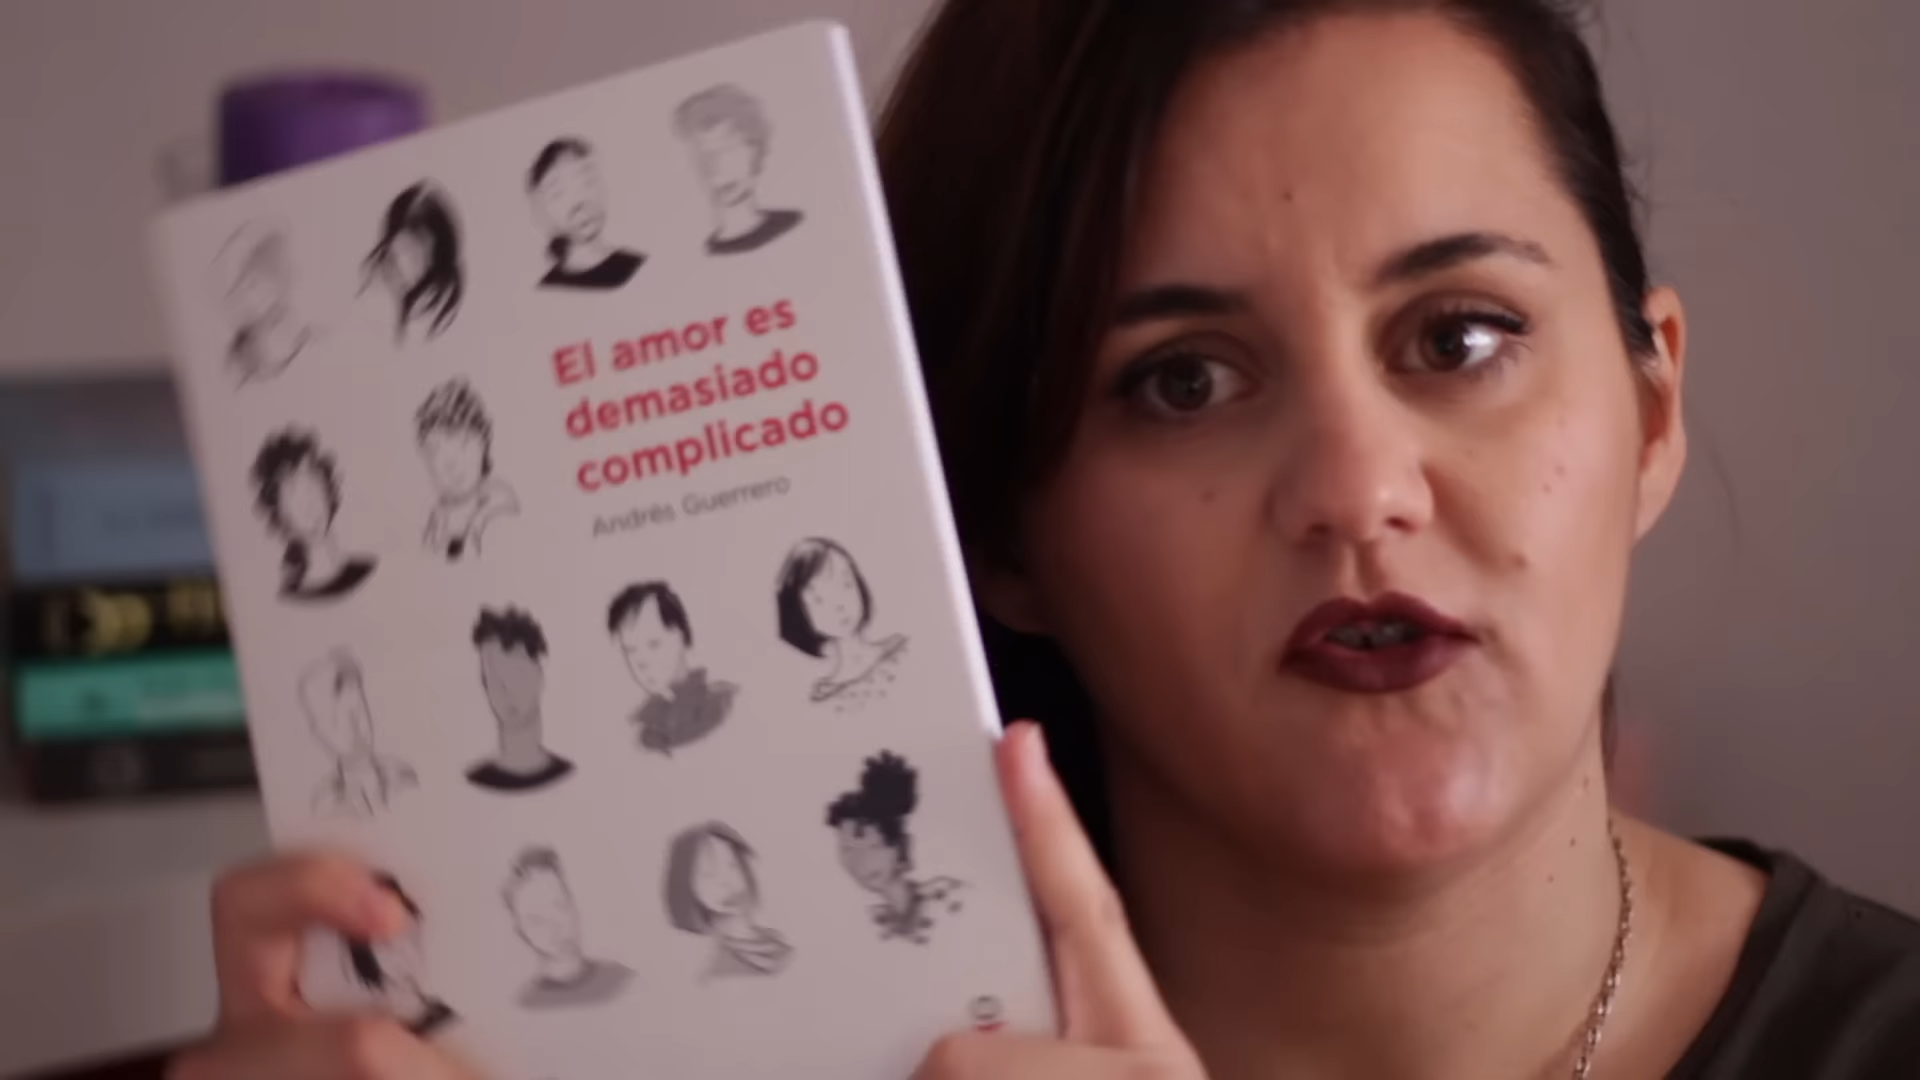 El amor es
demasiado
complicado
Andrés Guerrero